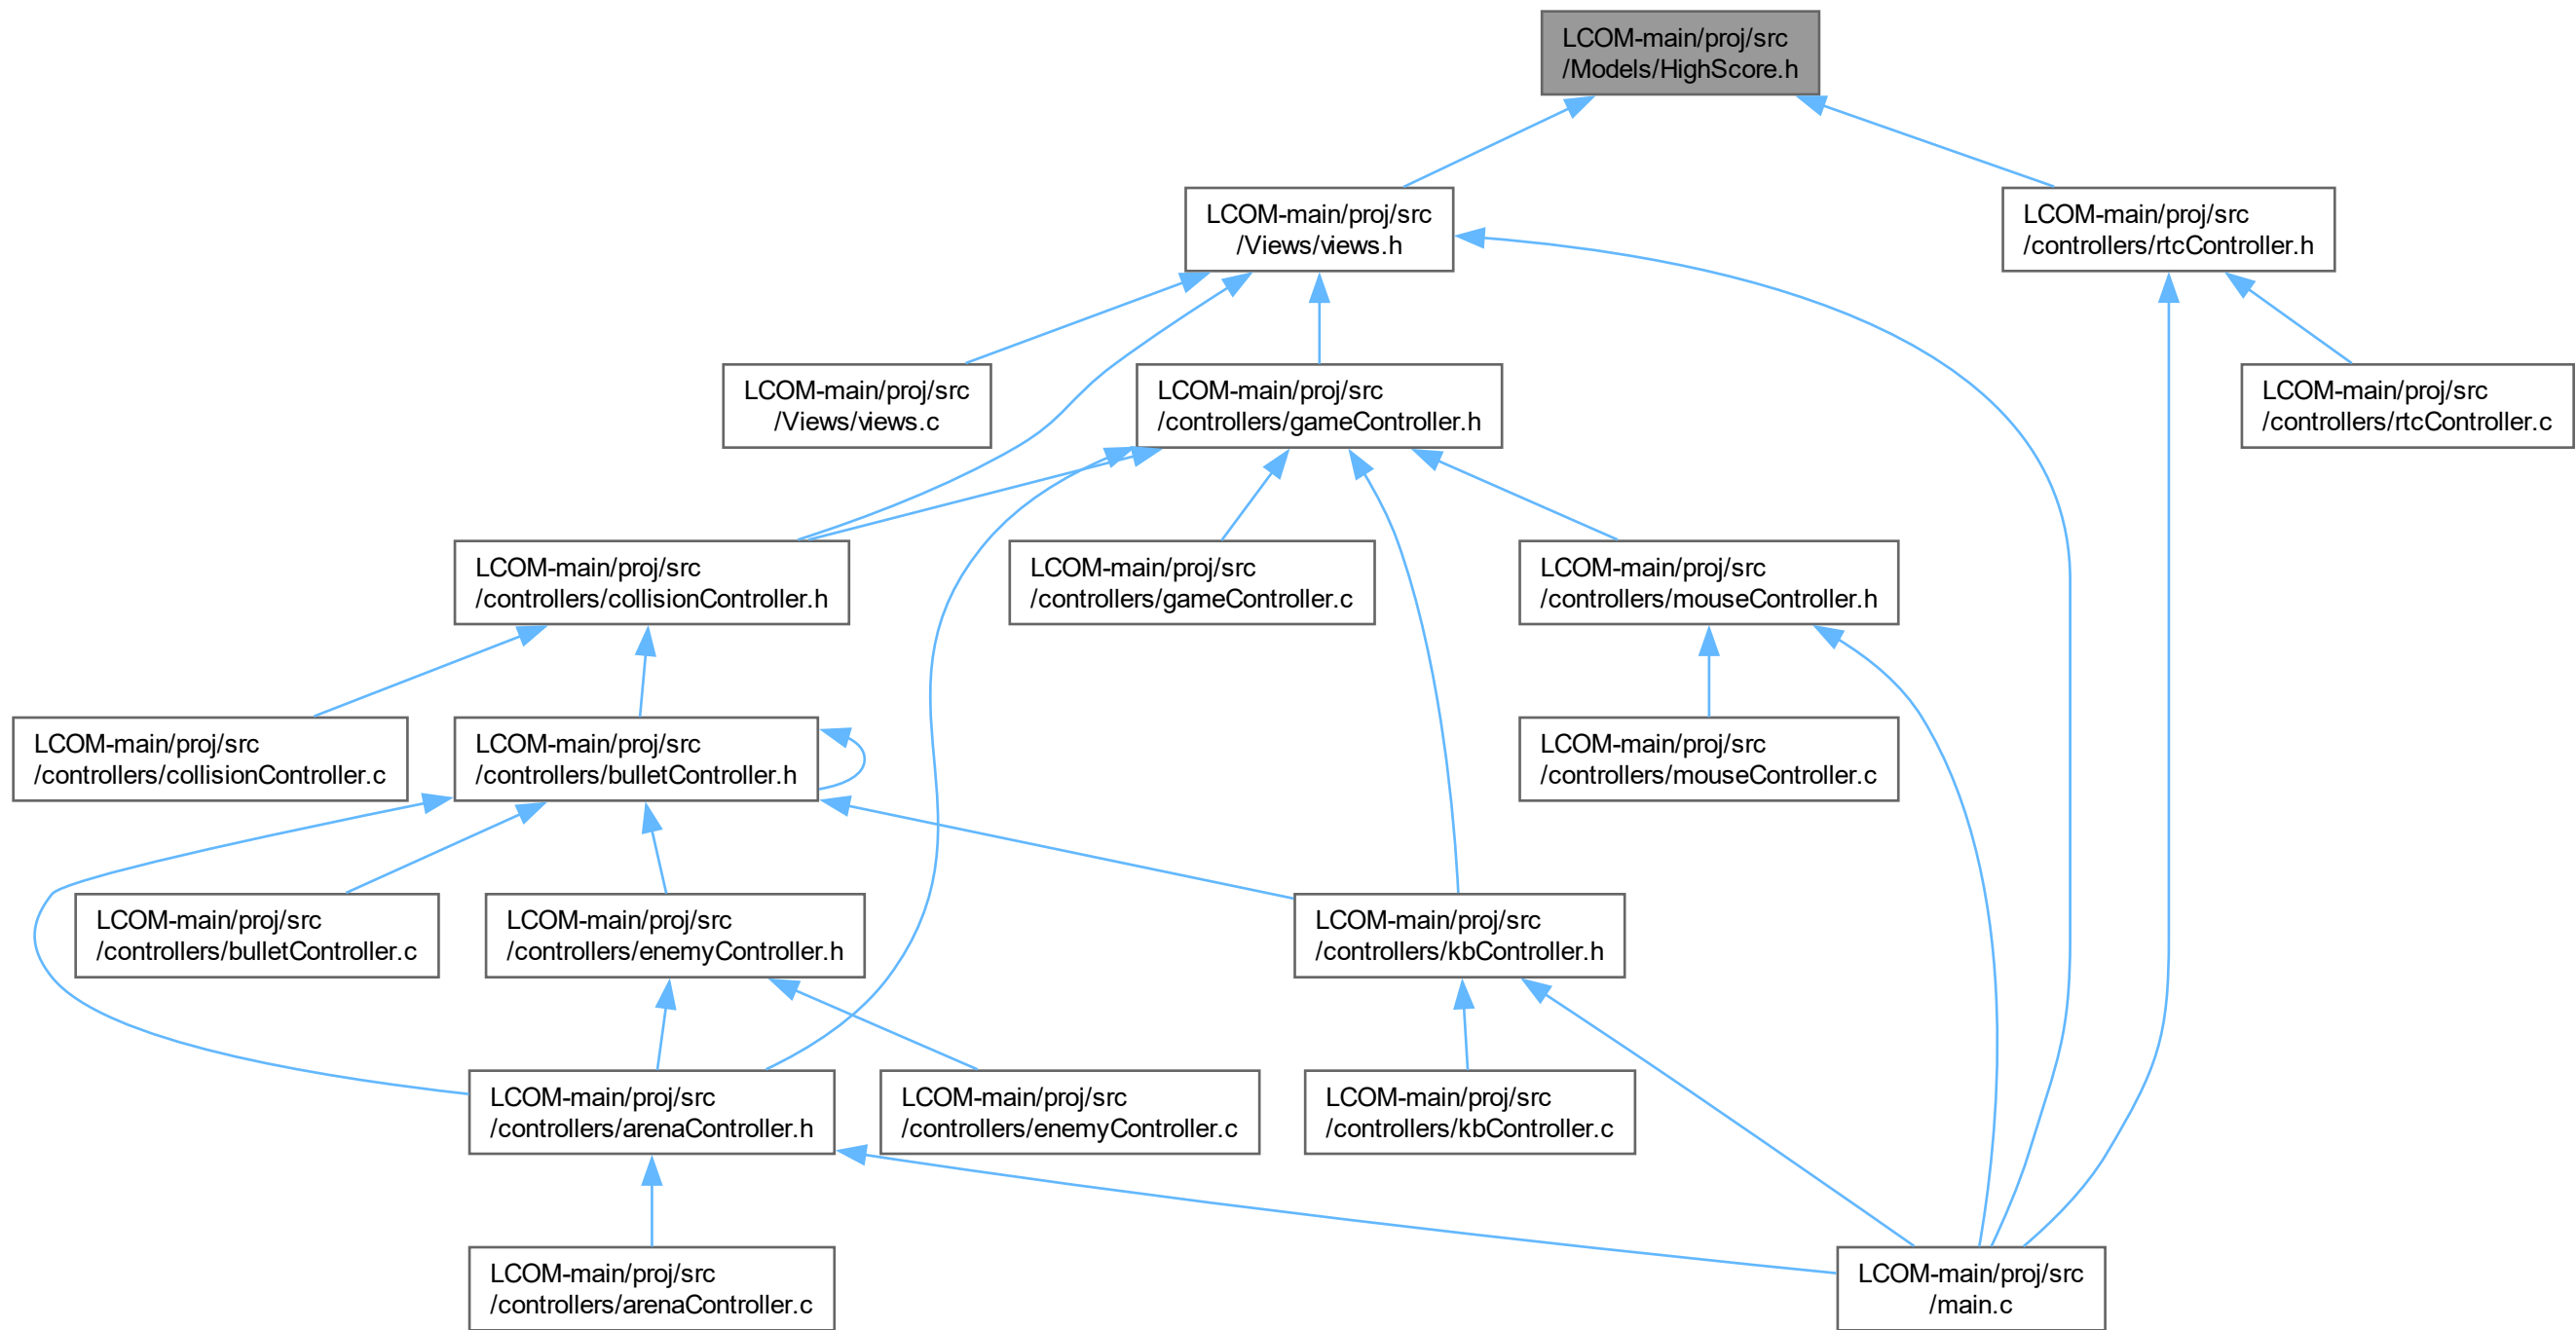 LCOM-main/proj/src
/Models/HighScore.h
LCOM-main/proj/src
/Views/views.h
LCOM-main/proj/src
/controllers/rtcController.h
LCOM-main/proj/src
/Views/views.c
LCOM-main/proj/src
/controllers/gameController.h
LCOM-main/proj/src
/controllers/rtcController.c
LCOM-main/proj/src
/controllers/collisionController.h
LCOM-main/proj/src
/controllers/gameController.c
LCOM-main/proj/src
/controllers/mouseController.h
LCOM-main/proj/src
/controllers/collisionController.c
LCOM-main/proj/src
/controllers/bulletController.h
LCOM-main/proj/src
/controllers/mouseController.c
LCOM-main/proj/src
/controllers/bulletController.c
LCOM-main/proj/src
/controllers/enemyController.h
LCOM-main/proj/src
/controllers/kbController.h
LCOM-main/proj/src
/controllers/arenaController.h
LCOM-main/proj/src
/controllers/enemyController.c
LCOM-main/proj/src
/controllers/kbController.c
LCOM-main/proj/src
/controllers/arenaController.c
LCOM-main/proj/src
/main.c